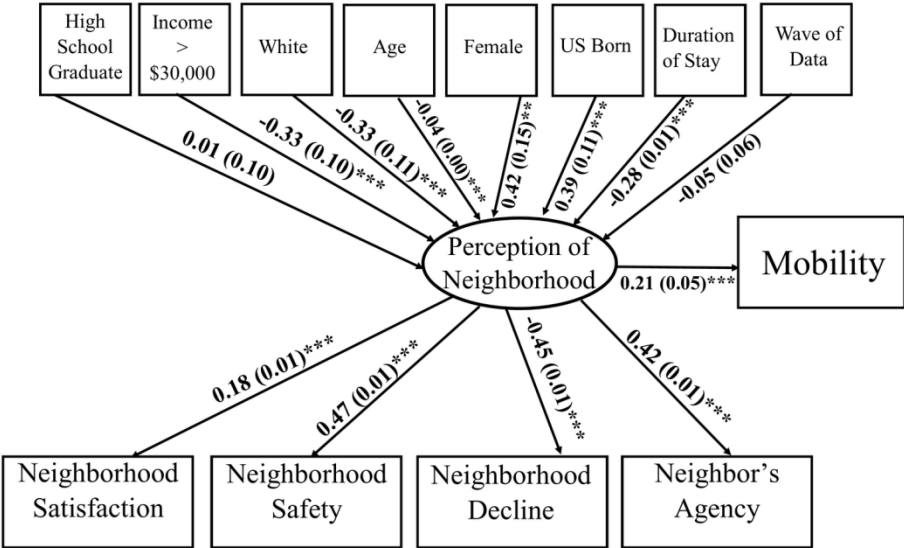 High
School
Graduate
Income
>
$30,000
White
Age
Female
US Born
Duration
of Stay
Wave of
Data
0.01 (0.10)
-0.33 (0.10)***
-0.33 (0.11)***
-0.04 (0.00)***
0.42 (0.15)**
0.39 (0.11)***
-0.28 (0.01)***
-0.05 (0.06)
Perception of
Neighborhood
Mobility
0.21 (0.05)***
0.18 (0.01)***
0.47 (0.01)***
-0.45 (0.01)***
0.42 (0.01)***
Neighborhood
Satisfaction
Neighborhood
Safety
Neighborhood
Decline
Neighbor’s
Agency